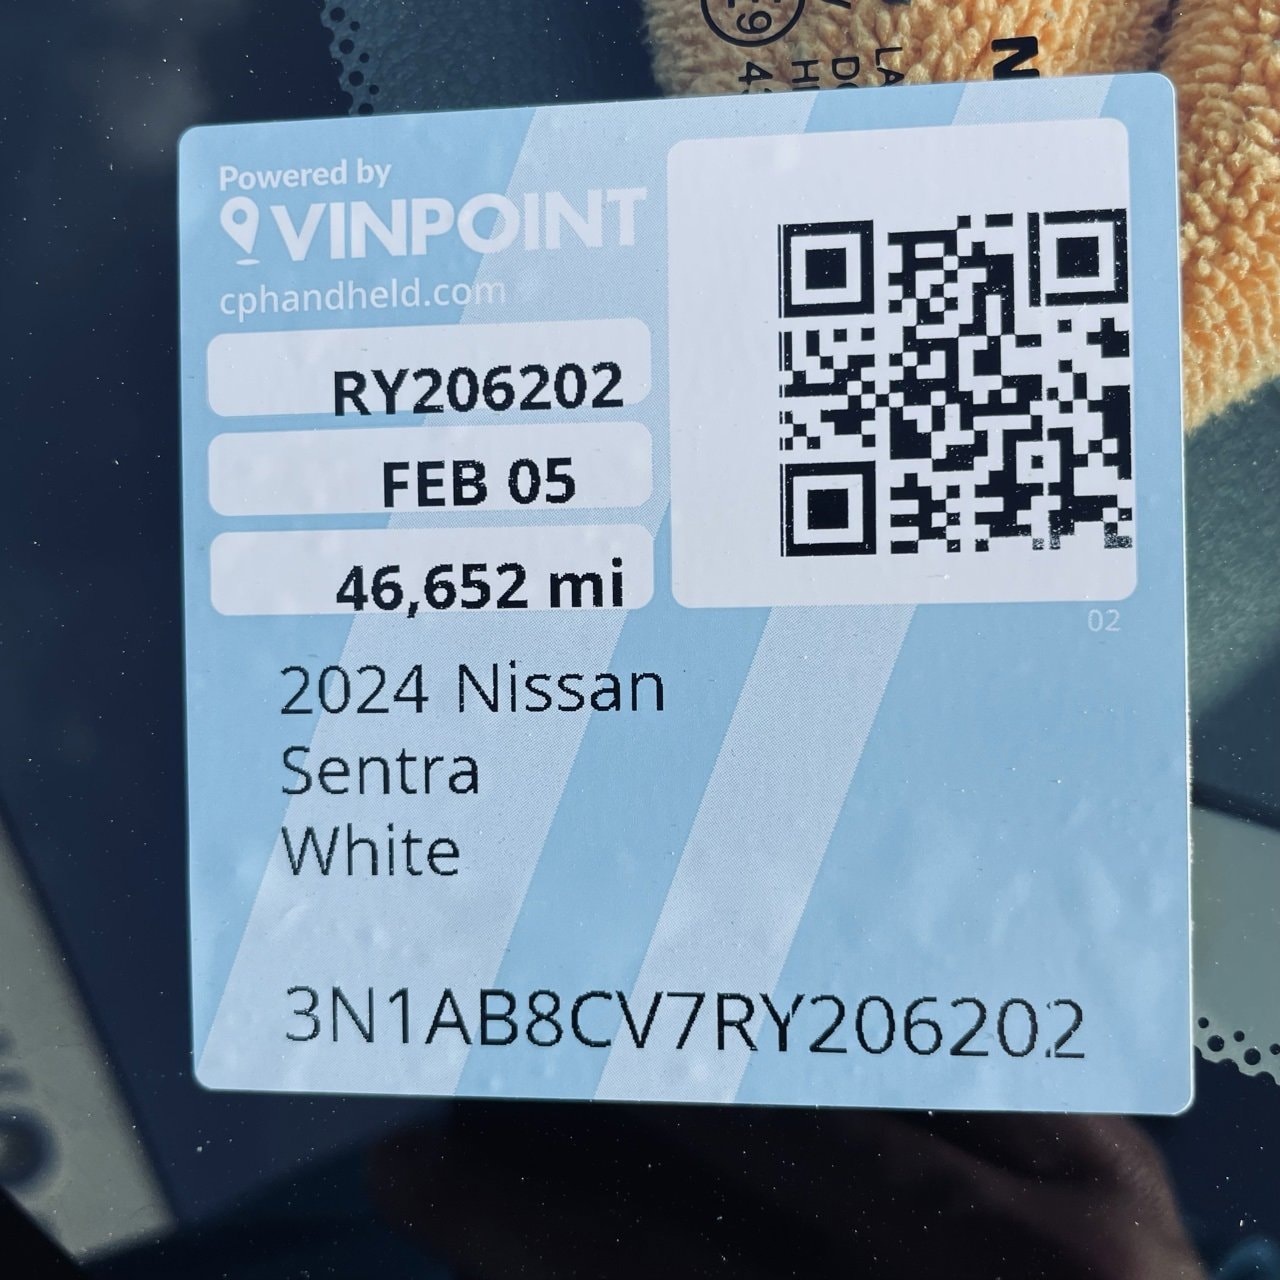 Powered by
VINPOINT
cphandheld.com
RY206202
FEB 05
46,652 mi
02
2024 Nissan
Sentra
White
3N1AB8CV7RY206202